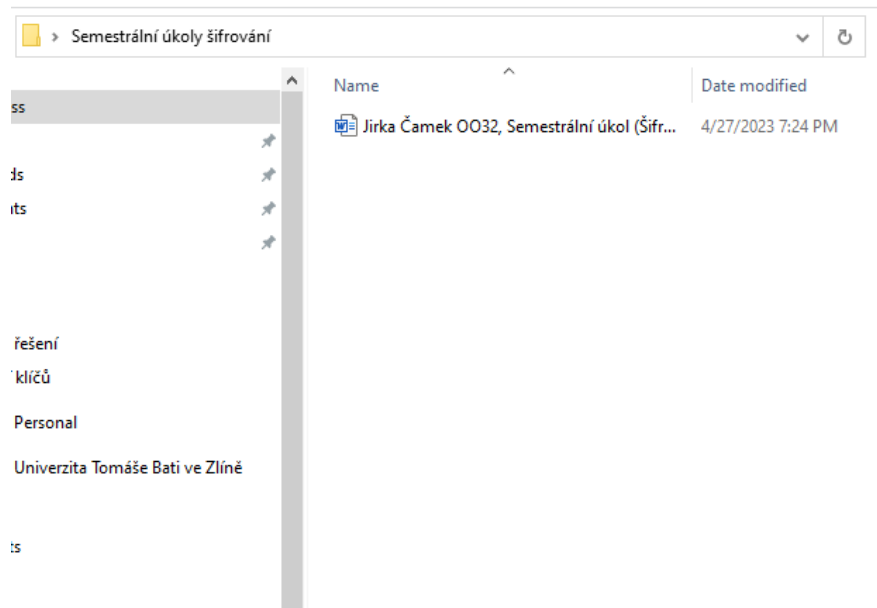 Semestrální úkoly šifrování
Name
Date modified
ss
Jirka Čamek OO32, Semestrální úkol (Šifr...
4/27/2023 7:24 PM
ds
nts
řešení
klíčů
Personal
Univerzita Tomáše Bati ve Zlíně
ts